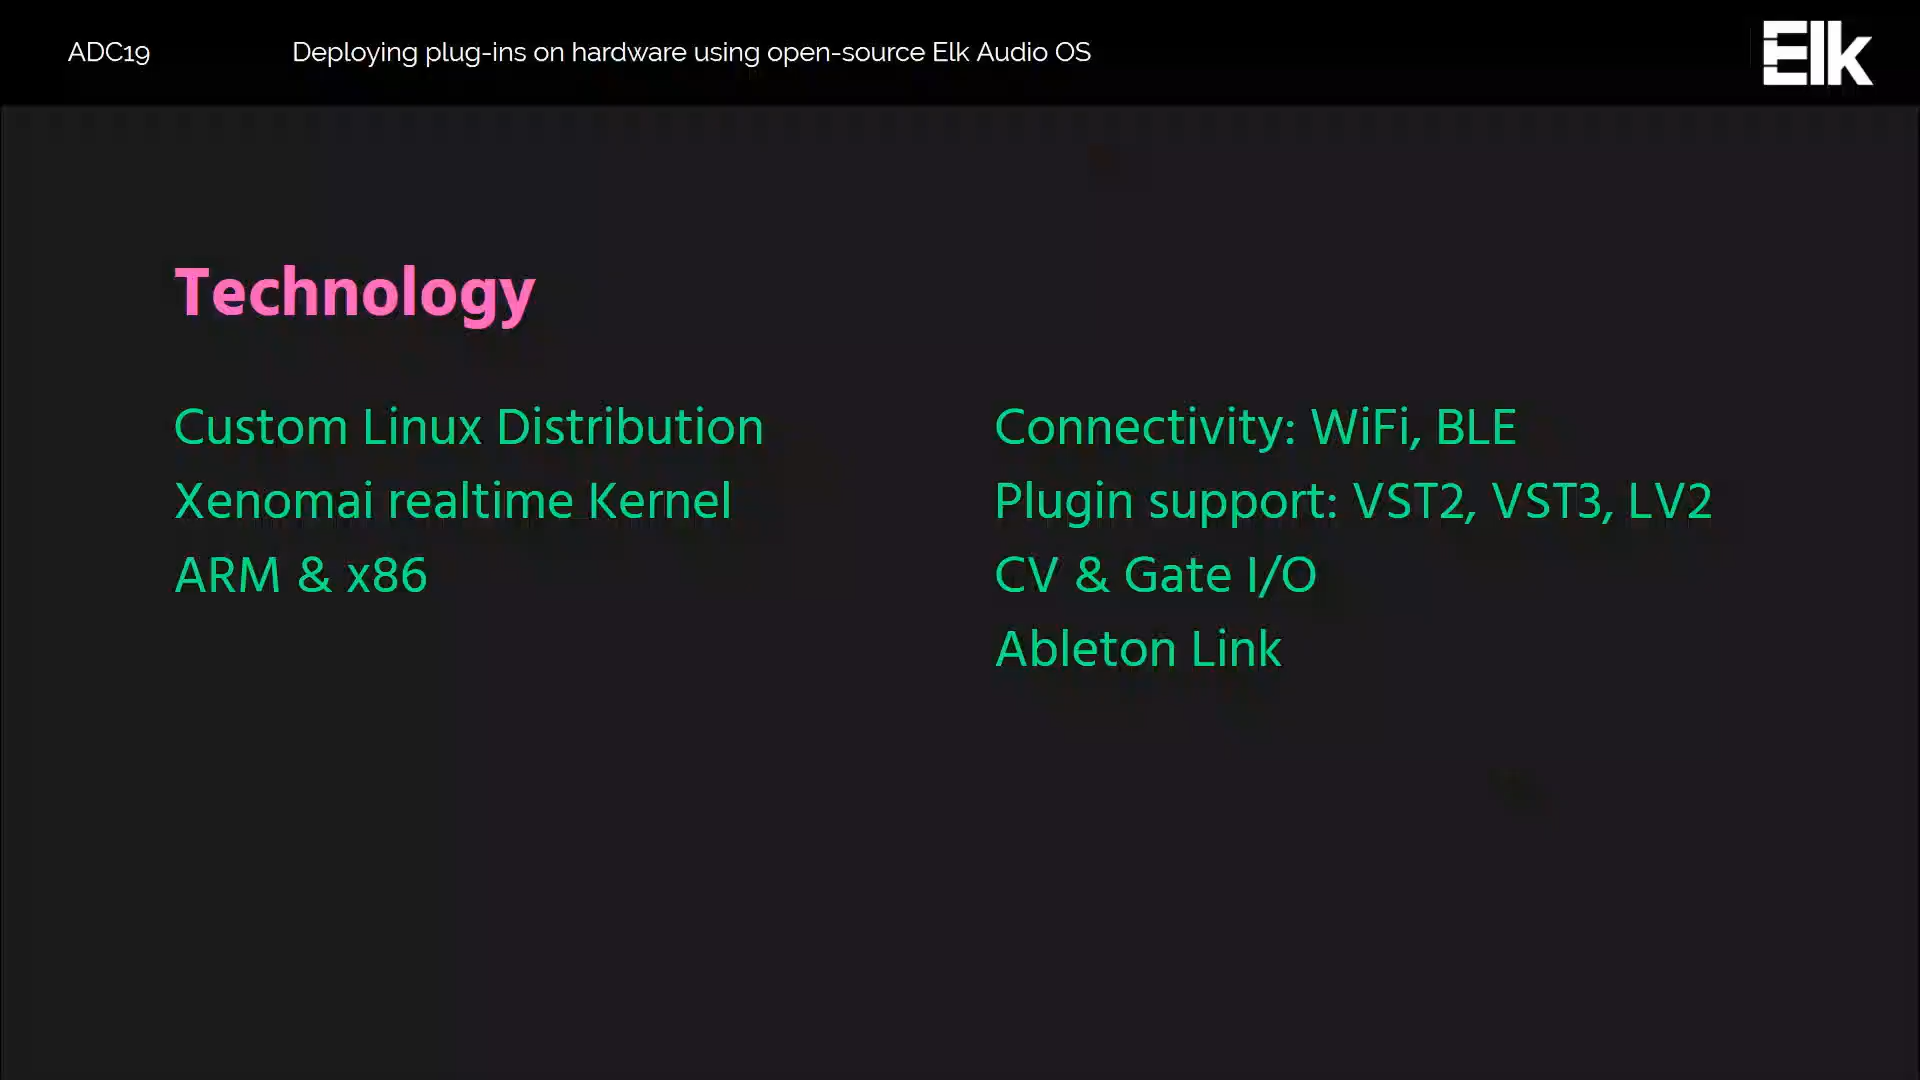 ADC19
Deploying plug-ins on hardware using open-source Elk Audio OS
Elk
Technology
Custom Linux Distribution
Xenomai realtime Kernel
ARM & x86
Connectivity: WiFi, BLE
Plugin support: VST2, VST3, LV2
CV & Gate I/O
Ableton Link